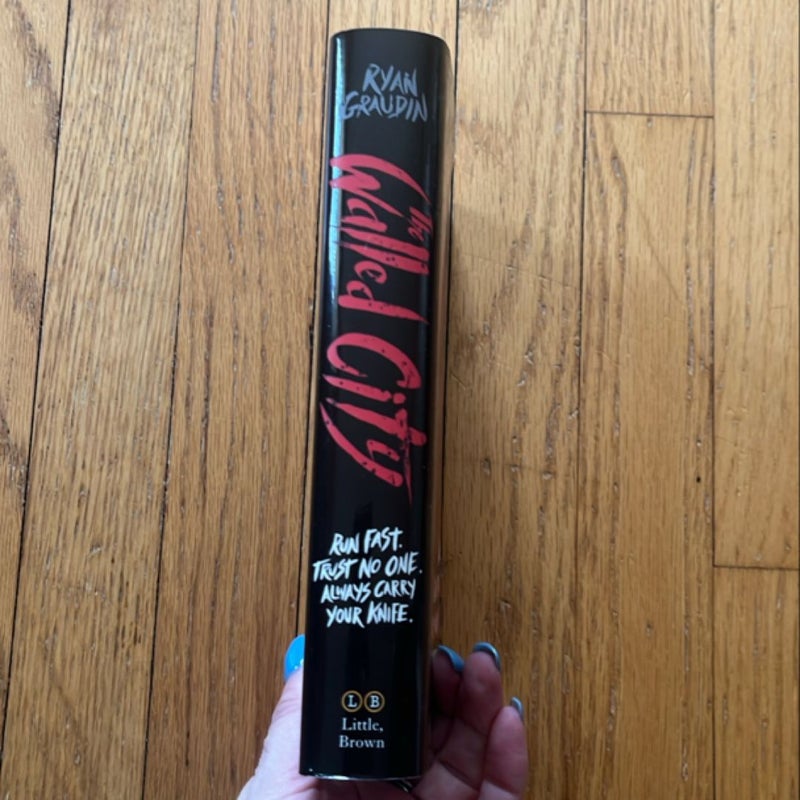 RYAN
GRAUDIN
The
Walled City
RUN FAST.
TRUST NO ONE.
ALWAYS CARRY
YOUR KNIFE.
L B
Little,
Brown